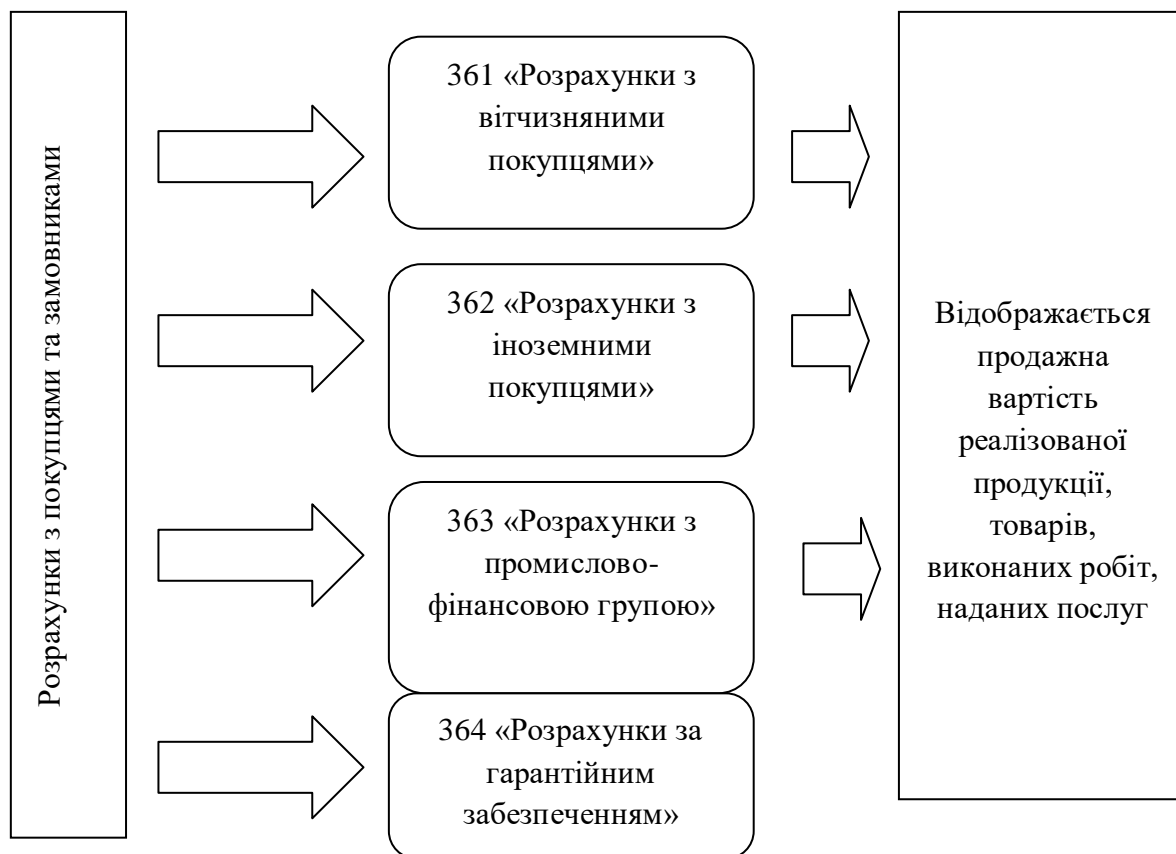 Розрахунки з покупцями та замовниками
361 «Розрахунки з
вітчизняними
покупцями»
362 «Розрахунки з
іноземними
покупцями»
363 «Розрахунки з
промислово-
фінансовою групою»
364 «Розрахунки за
гарантійним
забезпеченням»
Відображається
продажна
вартість
реалізованої
продукції,
товарів,
виконаних робіт,
наданих послуг